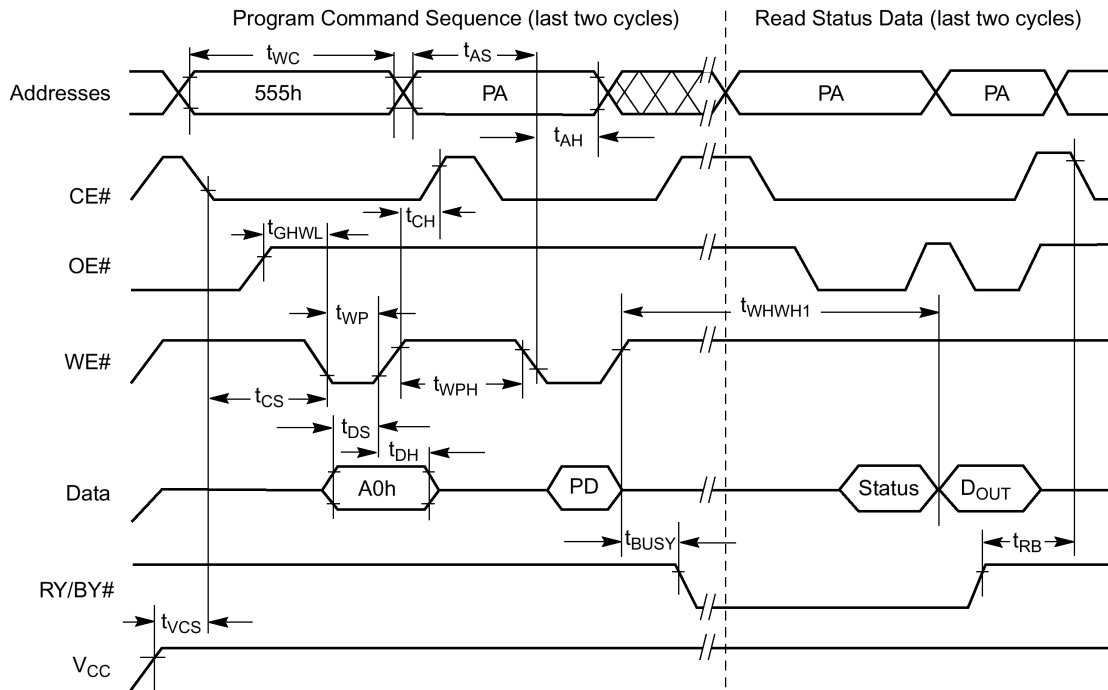 Program Command Sequence (last two cycles) Read Status Data (last two cycles)
tWC tAS
Addresses 555h PA PA PA
tAH
CE#
tCH
tGHWL
OE#
tWP tWHWH1
WE#
tWPH
tCS
tDS
tDH
Data A0h PD Status DOUT
tBUSY tRB
RY/BY#
tVCS
VCC